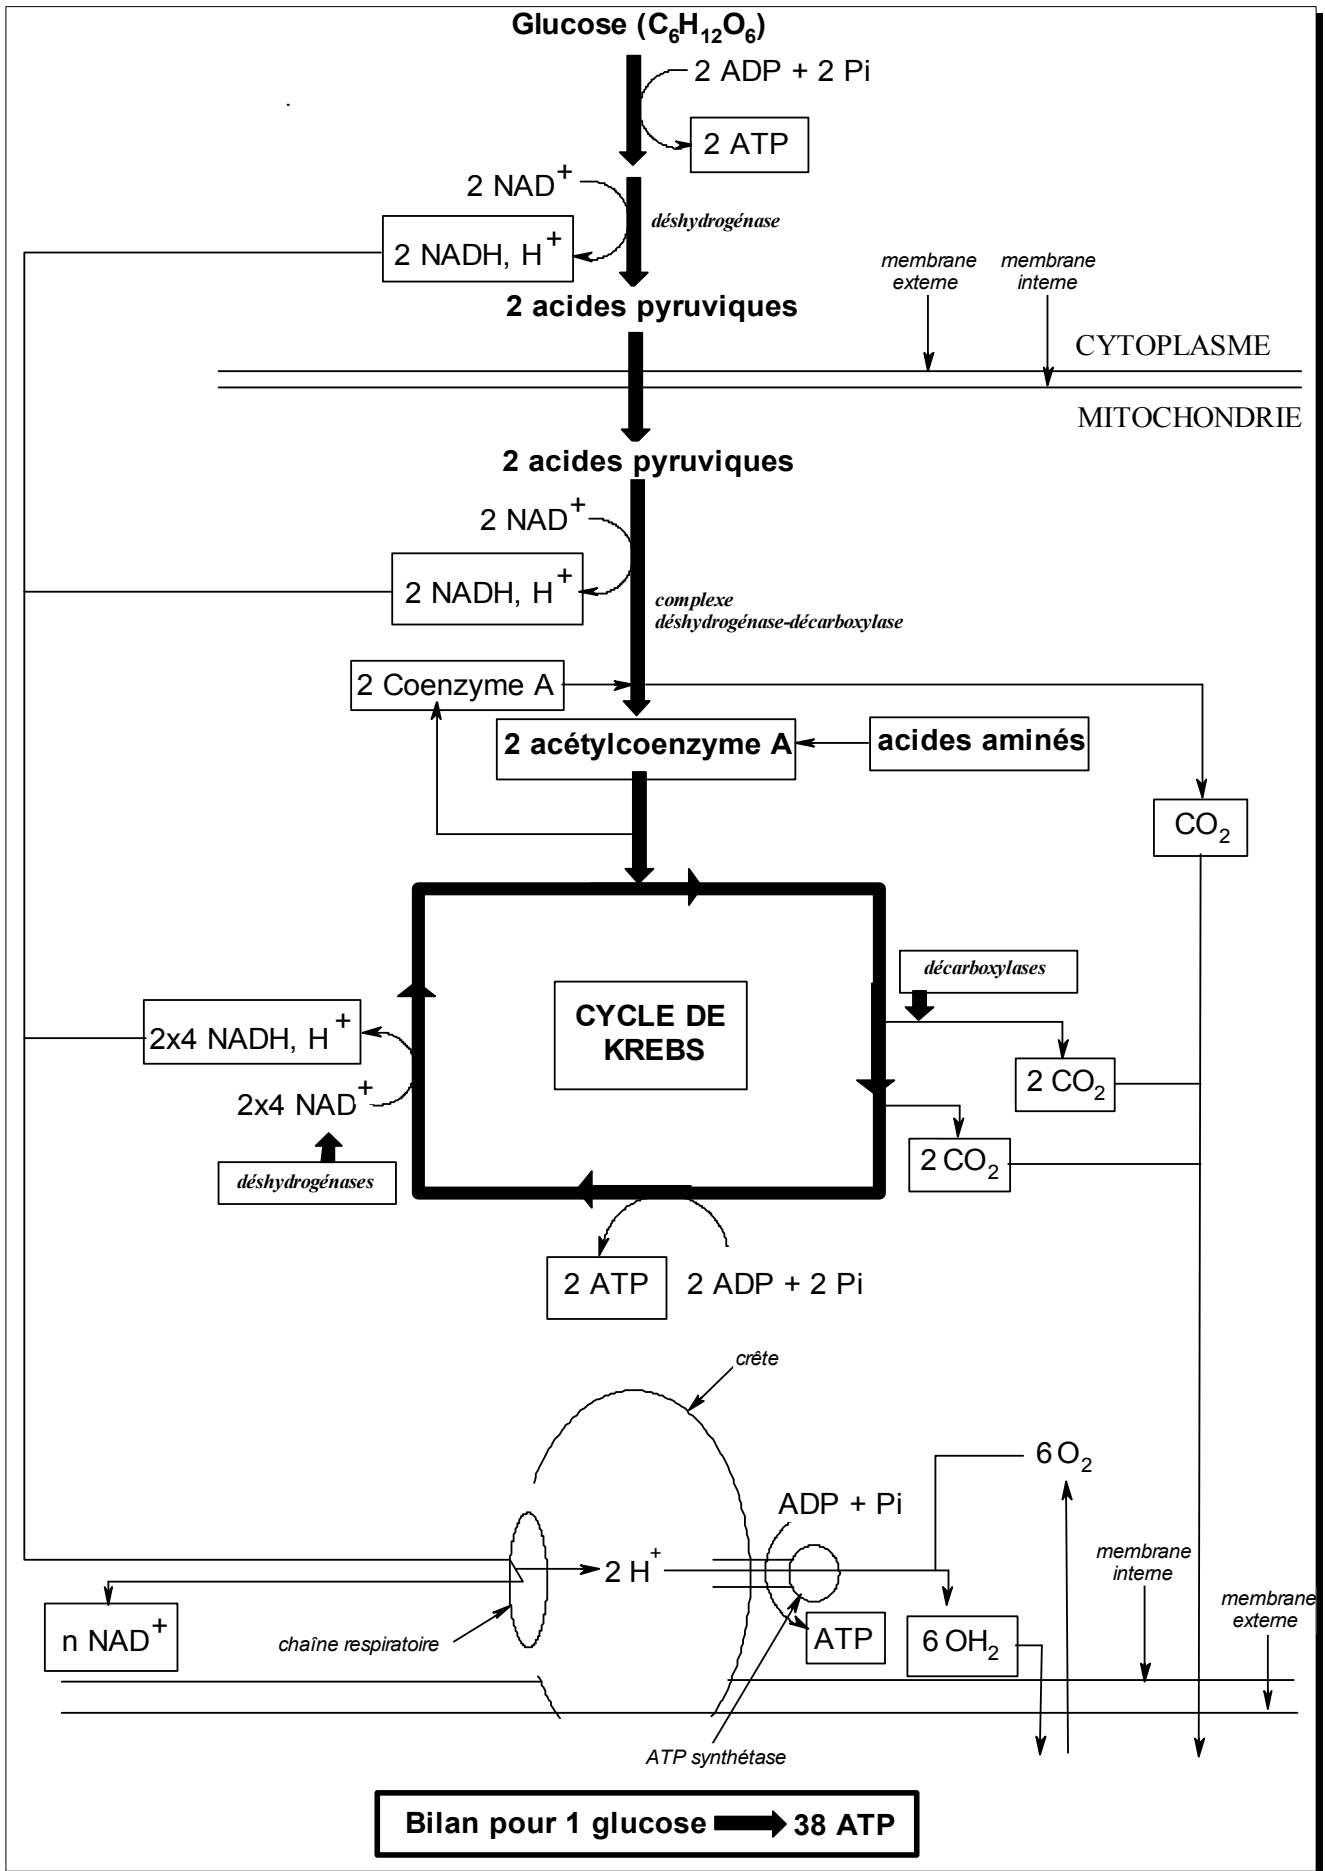 Glucose (C₆H₁₂O₆)
2 ADP + 2 Pi
2 ATP
2 NAD⁺
déshydrogénase
2 NADH, H⁺
2 acides pyruviques
membrane
externe
membrane
interne
CYTOPLASME
MITOCHONDRIE
2 acides pyruviques
2 NAD⁺
2 NADH, H⁺
complexe
déshydrogénase-décarboxylase
2 Coenzyme A
2 acétylcoenzyme A
acides aminés
CO₂
décarboxylases
CYCLE DE
KREBS
2x4 NADH, H⁺
2x4 NAD⁺
déshydrogénases
2 CO₂
2 CO₂
2 ATP
2 ADP + 2 Pi
crête
6 O₂
ADP + Pi
2 H⁺
membrane
interne
membrane
externe
n NAD⁺
chaîne respiratoire
ATP
6 OH₂
ATP synthétase
Bilan pour 1 glucose 38 ATP